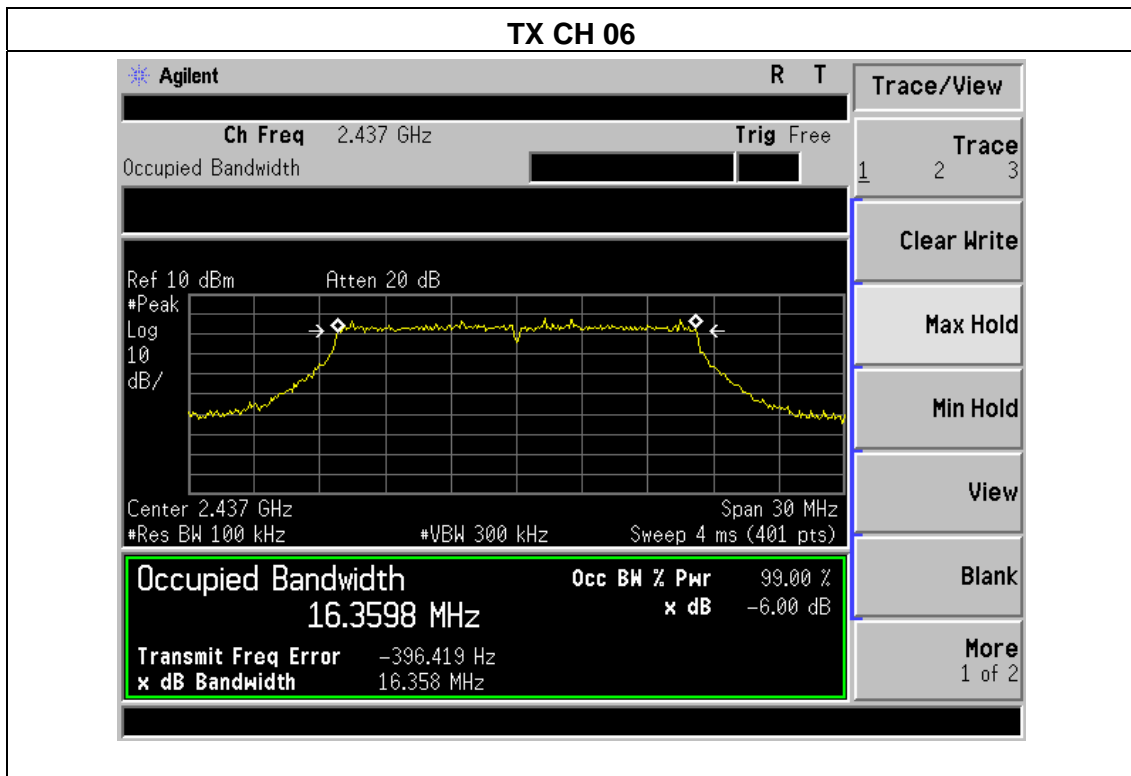 TX CH 06
Agilent R T
Trace/View
Ch Freq 2.437 GHz Trig Free
Occupied Bandwidth
Trace
1 2 3
Clear Write
Ref 10 dBm Atten 20 dB
#Peak
Log
10
dB/
Max Hold
Min Hold
View
Center 2.437 GHz Span 30 MHz
#Res BW 100 kHz #VBW 300 kHz Sweep 4 ms (401 pts)
Occupied Bandwidth Occ BW % Pwr 99.00 %
16.3598 MHz x dB -6.00 dB
Blank
Transmit Freq Error -396.419 Hz
x dB Bandwidth 16.358 MHz
More
1 of 2